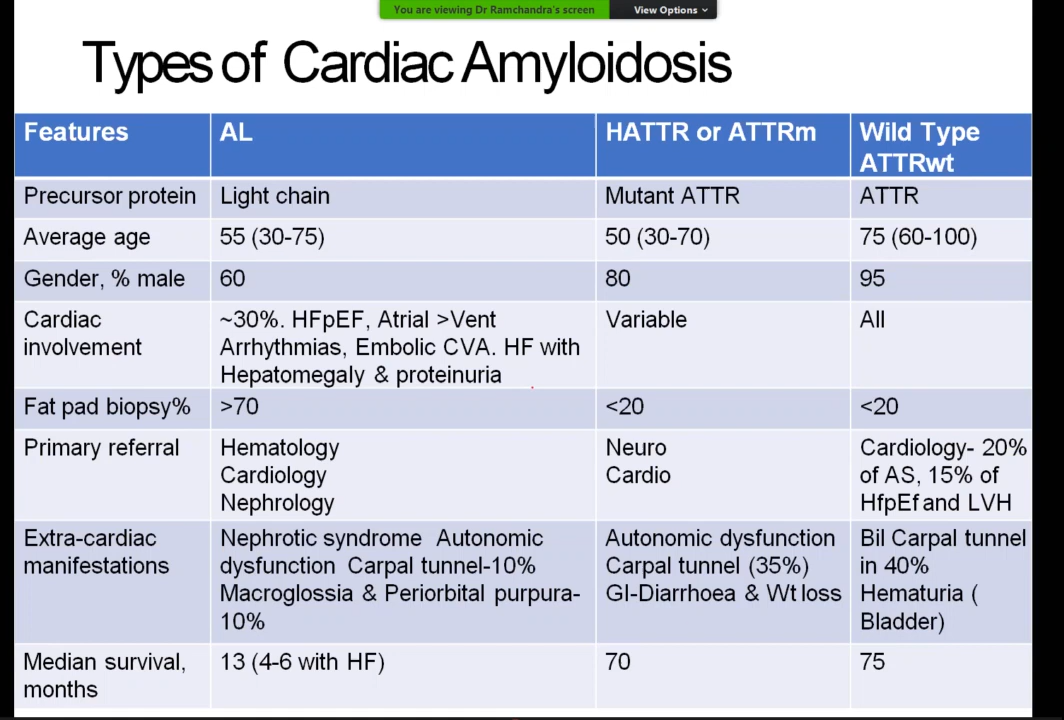 You are viewing Dr Ramchandra's screen
View Options
Types of Cardiac Amyloidosis
Features
AL
HATTR or ATTRm
Wild Type
ATTRwt
Precursor protein
Light chain
Mutant ATTR
ATTR
Average age
55 (30-75)
50 (30-70)
75 (60-100)
Gender, % male
60
80
95
Cardiac
involvement
~30%. HFpEF, Atrial >Vent
Arrhythmias, Embolic CVA. HF with
Hepatomegaly & proteinuria
Variable
All
Fat pad biopsy%
>70
<20
<20
Primary referral
Hematology
Cardiology
Nephrology
Neuro
Cardio
Cardiology- 20%
of AS, 15% of
HfpEf and LVH
Extra-cardiac
manifestations
Nephrotic syndrome Autonomic
dysfunction Carpal tunnel-10%
Macroglossia & Periorbital purpura-
10%
Autonomic dysfunction
Carpal tunnel (35%)
GI-Diarrhoea & Wt loss
Bil Carpal tunnel
in 40%
Hematuria (
Bladder)
Median survival,
months
13 (4-6 with HF)
70
75